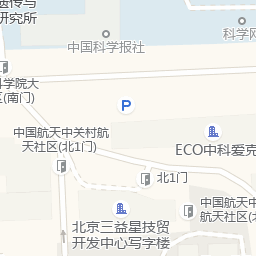 研究所
中国科学报社
科学网
科学院大
(南门)
P
中国航天中关村航
天社区(北1门)
ECO中科爱克
北1门
中国航天中
航天社区(
北京三益星技贸
开发中心写字楼